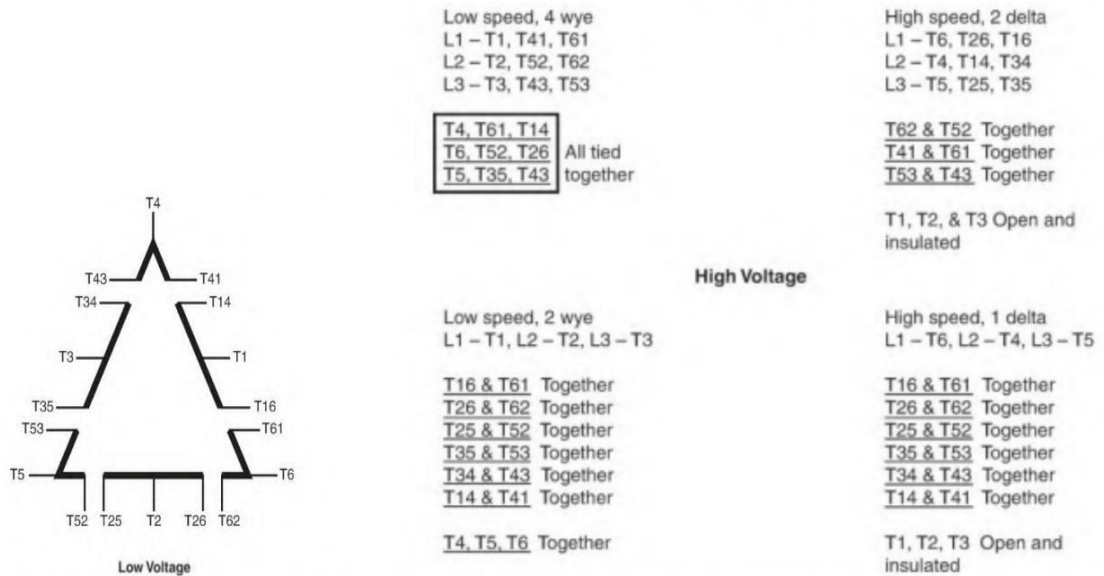 T4
T43
T41
T34
T14
T3
T1
T35
T16
T53
T61
T5
T6
T52
T25
T2
T26
T62
Low Voltage
Low speed, 4 wye
L1 – T1, T41, T61
L2 – T2, T52, T62
L3 – T3, T43, T53
T4, T61, T14
T6, T52, T26 All tied
T5, T35, T43 together
High speed, 2 delta
L1 – T6, T26, T16
L2 – T4, T14, T34
L3 – T5, T25, T35
T62 & T52 Together
T41 & T61 Together
T53 & T43 Together
T1, T2, & T3 Open and
insulated
High Voltage
Low speed, 2 wye
L1 – T1, L2 – T2, L3 – T3
T16 & T61 Together
T26 & T62 Together
T25 & T52 Together
T35 & T53 Together
T34 & T43 Together
T14 & T41 Together
T4, T5, T6 Together
High speed, 1 delta
L1 – T6, L2 – T4, L3 – T5
T16 & T61 Together
T26 & T62 Together
T25 & T52 Together
T35 & T53 Together
T34 & T43 Together
T14 & T41 Together
T1, T2, T3 Open and
insulated